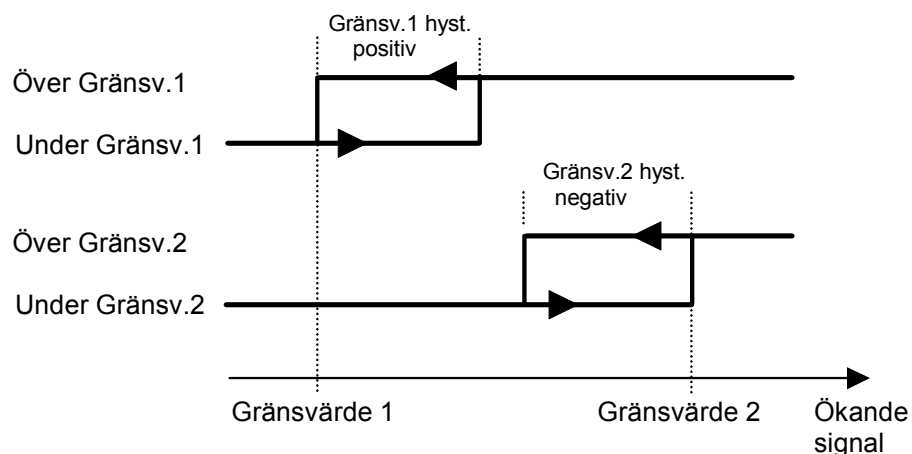 Gränsv.1 hyst.
positiv
Över Gränsv.1
Under Gränsv.1
Gränsv.2 hyst.
negativ
Över Gränsv.2
Under Gränsv.2
Gränsvärde 1
Gränsvärde 2
Ökande
signal